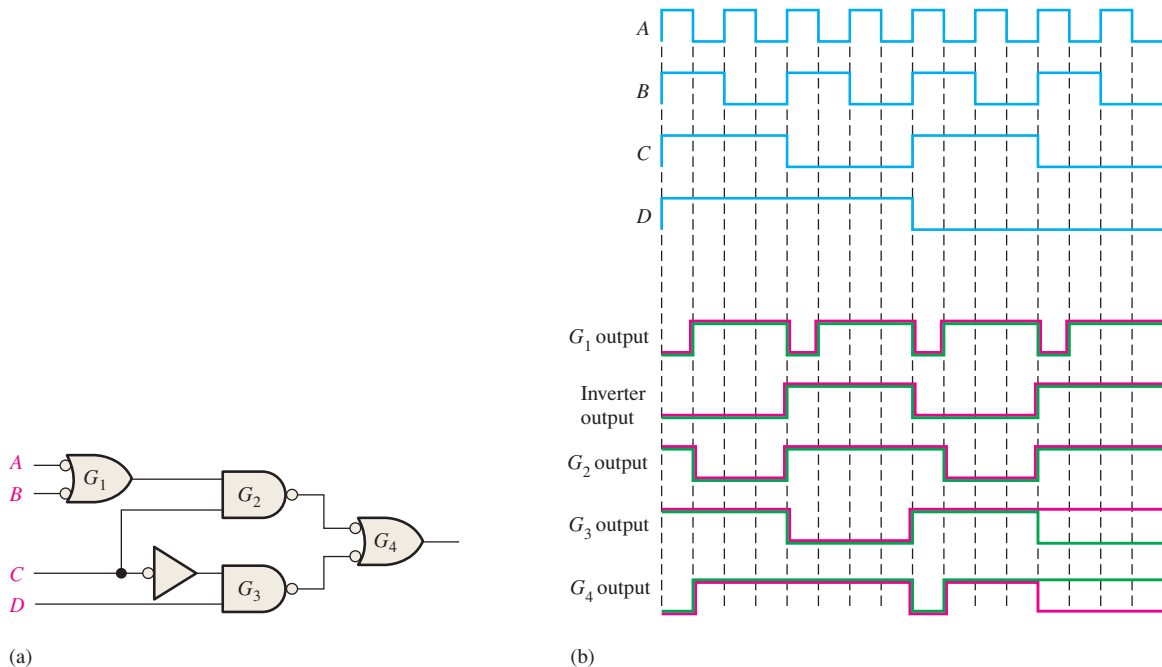 A
B
C
D
G1
G2
G3
G4
(a)
A
B
C
D
G1 output
Inverter
output
G2 output
G3 output
G4 output
(b)